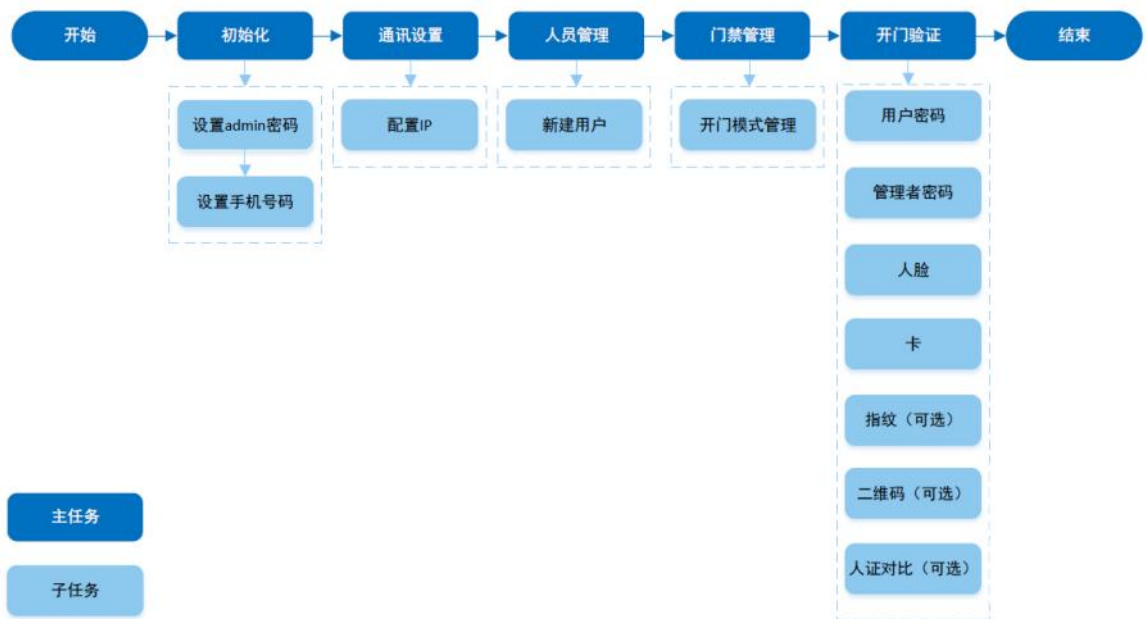 开始
初始化
通讯设置
人员管理
门禁管理
开门验证
结束
设置admin密码
设置手机号码
配置IP
新建用户
开门模式管理
用户密码
管理者密码
人脸
卡
指纹（可选）
二维码（可选）
人证对比（可选）
主任务
子任务